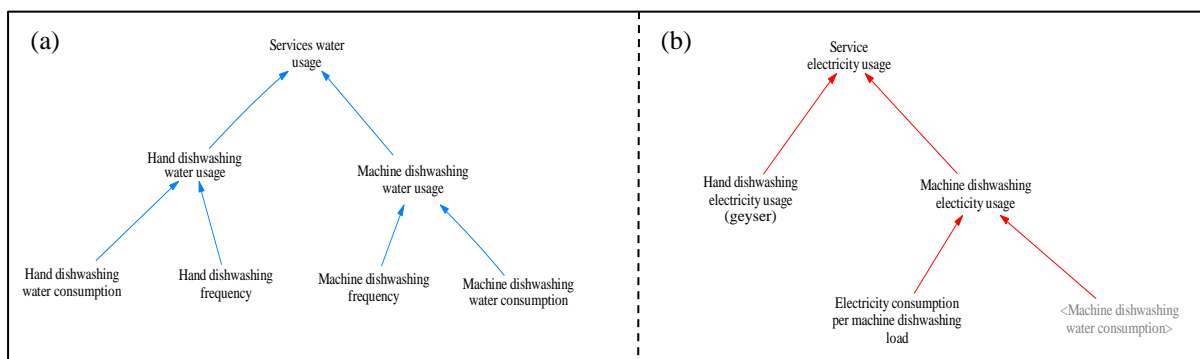 (a)
Services water
usage
Hand dishwashing
water usage
Machine dishwashing
water usage
Hand dishwashing
water consumption
Hand dishwashing
frequency
Machine dishwashing
frequency
Machine dishwashing
water consumption
(b)
Service
electricity usage
Hand dishwashing
electricity usage
(geyser)
Machine dishwashing
electicity usage
Electricity consumption
per machine dishwashing
load
<Machine dishwashing
water consumption>